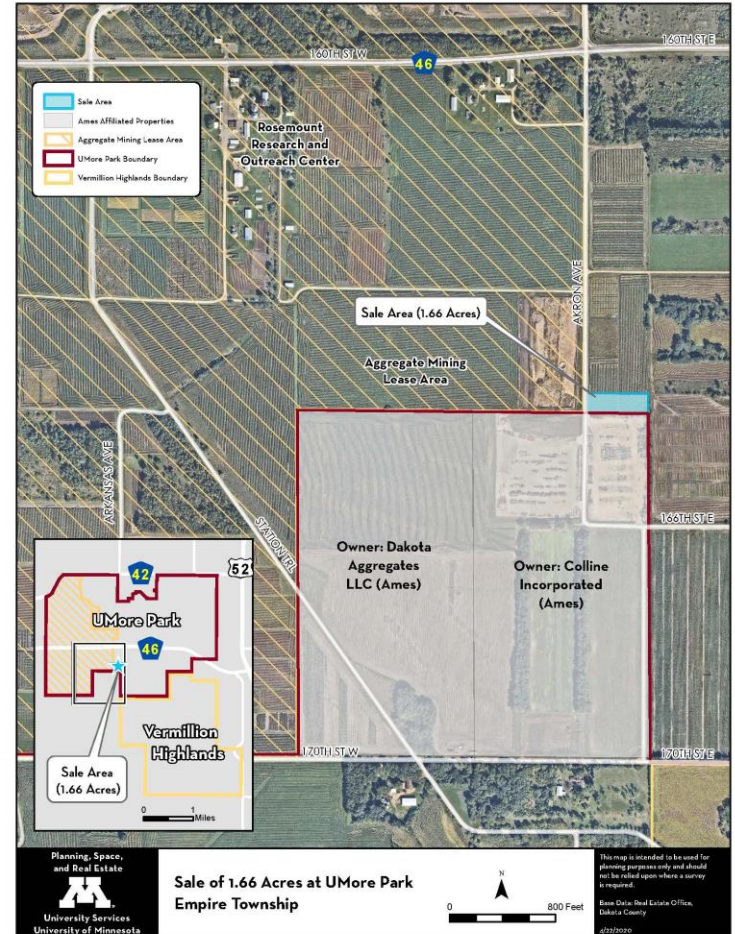 160TH ST W
46
160TH ST E
Sale Area
Ames Affiliated Properties
Aggregate Mining Lease Area
UMore Park Boundary
Vermillion Highlands Boundary
Rosemount
Research and
Outreach Center
AKRON AVE
Sale Area (1.66 Acres)
Aggregate Mining
Lease Area
ARKANSAS AVE
STATION TRL
166TH ST E
Owner: Dakota
Aggregates
LLC (Ames)
Owner: Colline
Incorporated
(Ames)
42
52
UMore Park
46
Vermillion
Highlands
Sale Area
(1.66 Acres)
0 1
Miles
170TH ST W
170TH ST E
Planning, Space,
and Real Estate
M
University Services
University of Minnesota
Sale of 1.66 Acres at UMore Park
Empire Township
N
0 800 Feet
This map is intended to be used for
planning purposes only and should
not be relied upon where a survey
is required.
Base Data: Real Estate Office,
Dakota County
4/22/2020